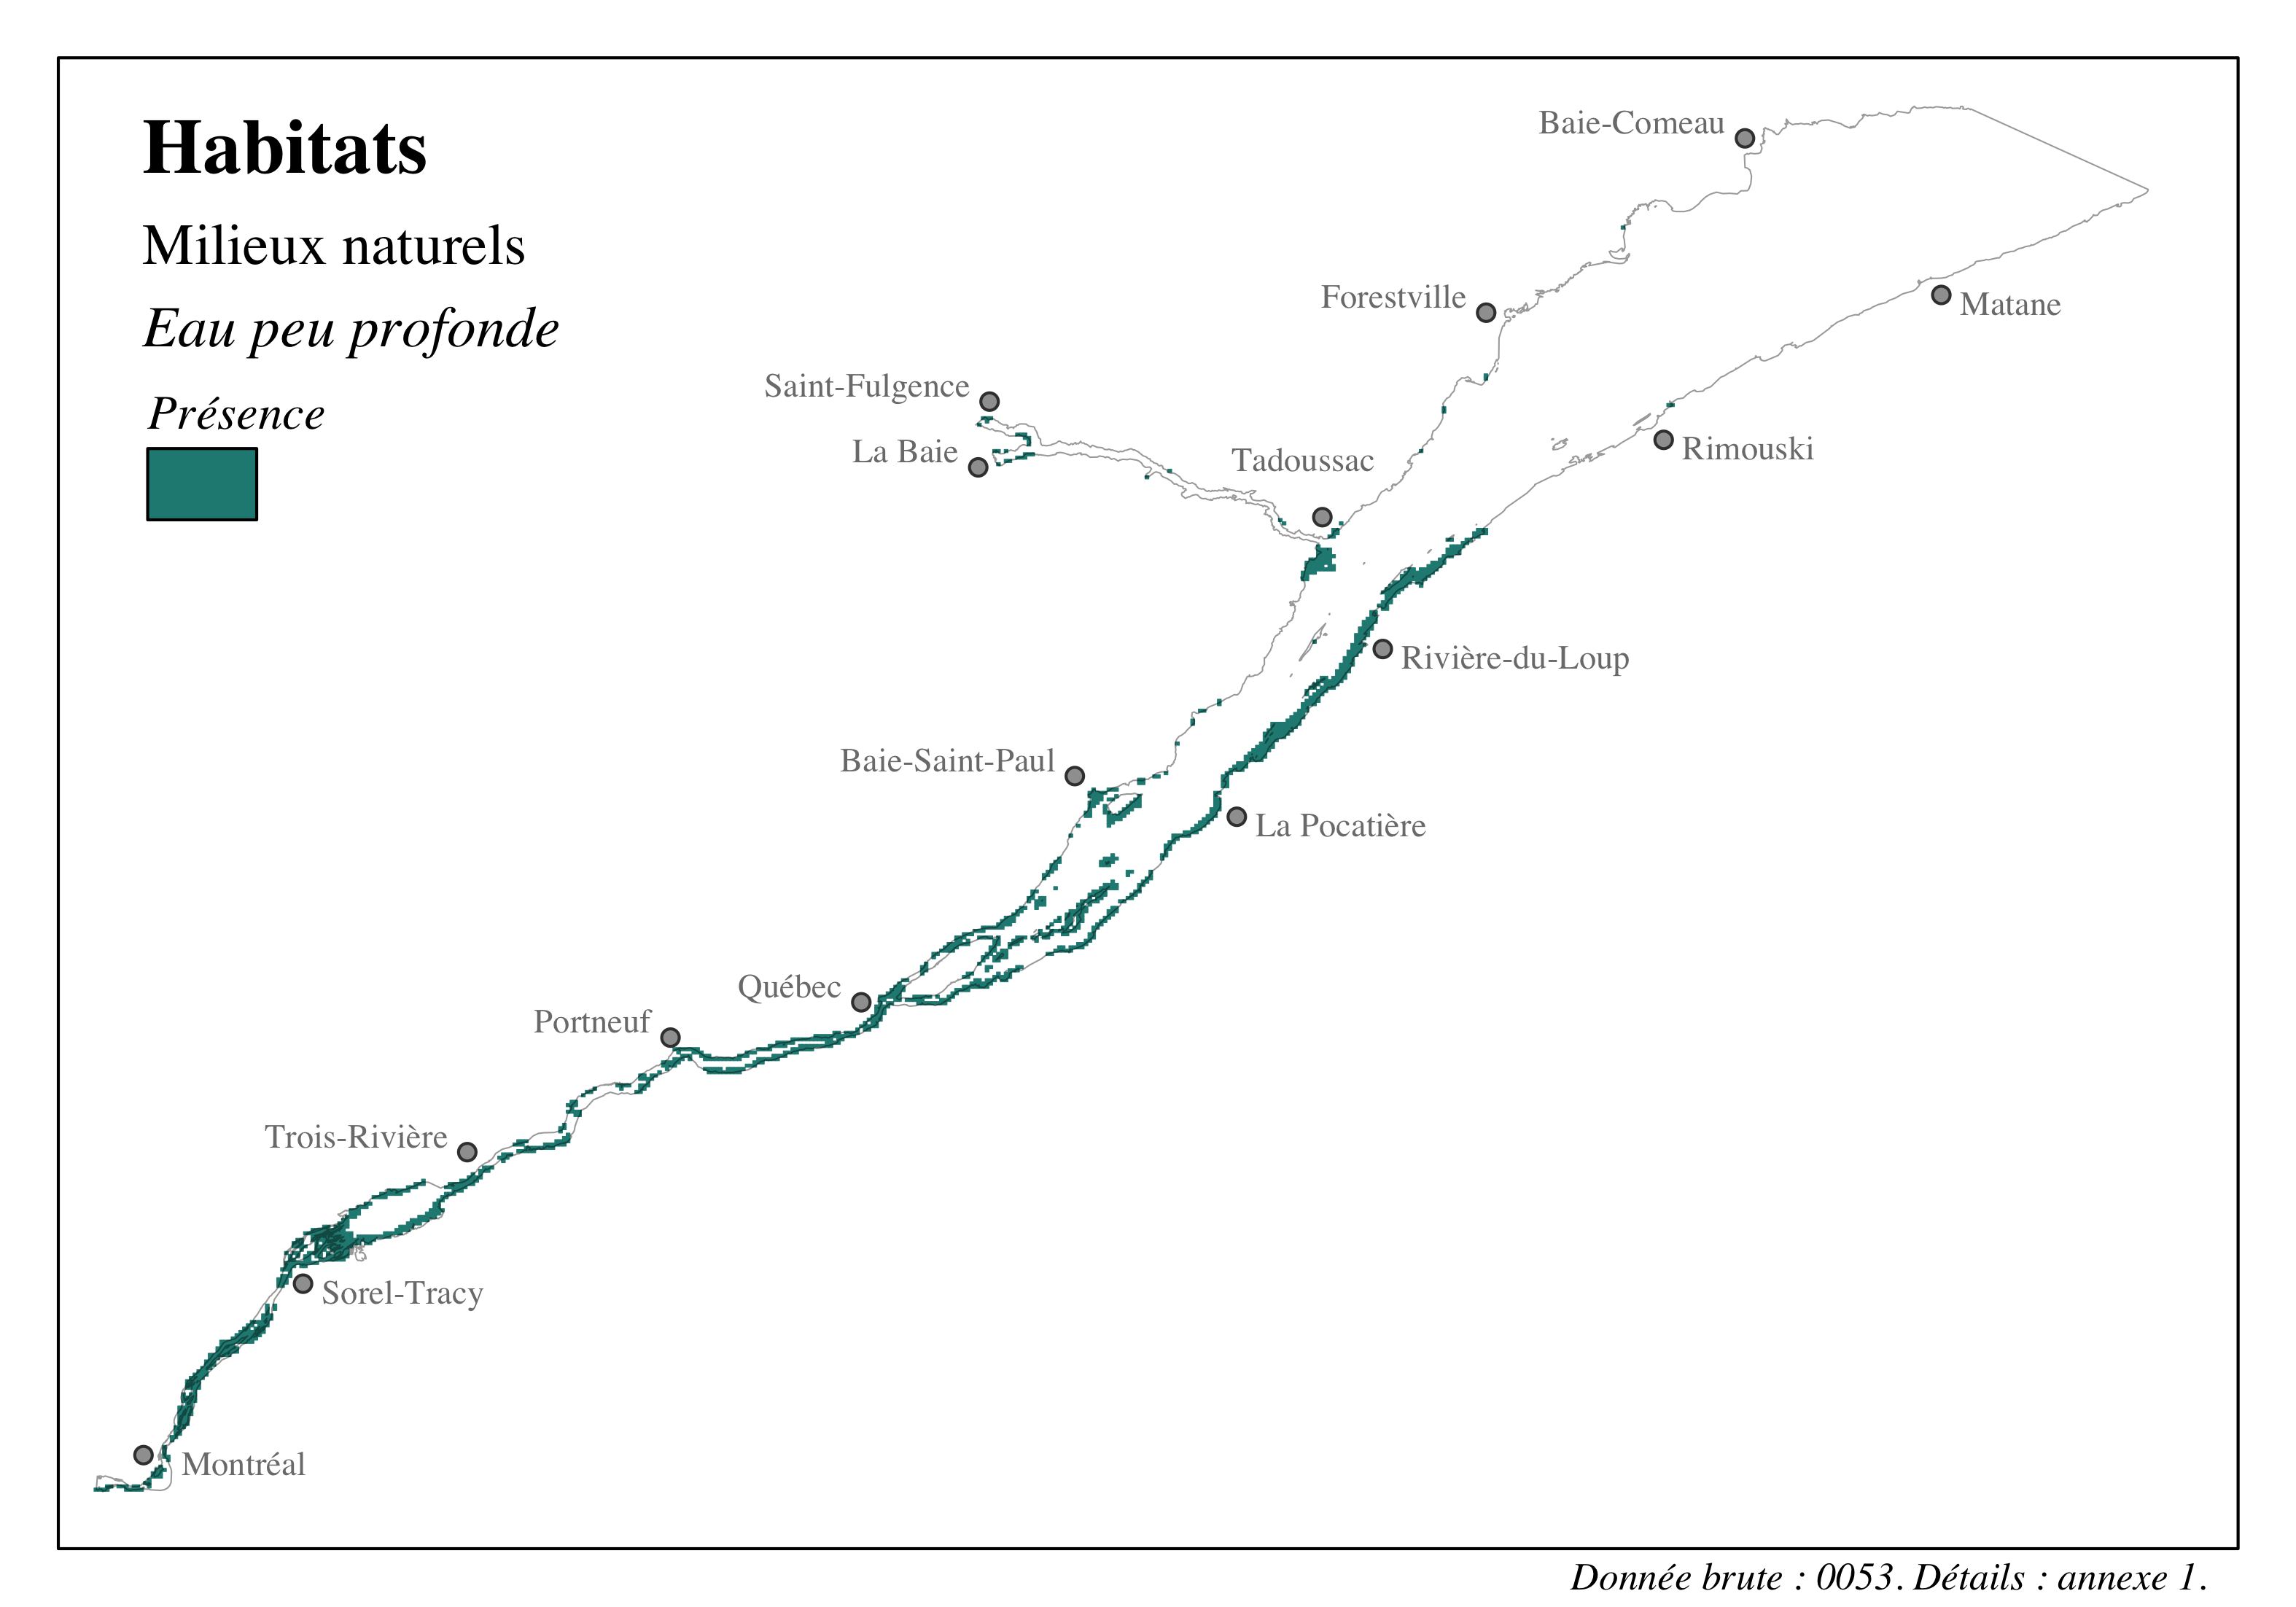 Habitats
Milieux naturels
Eau peu profonde
Présence
Baie-Comeau
Forestville
Matane
Saint-Fulgence
La Baie
Tadoussac
Rimouski
Rivière-du-Loup
Baie-Saint-Paul
La Pocatière
Québec
Portneuf
Trois-Rivière
Sorel-Tracy
Montréal
Donnée brute : 0053. Détails : annexe 1.